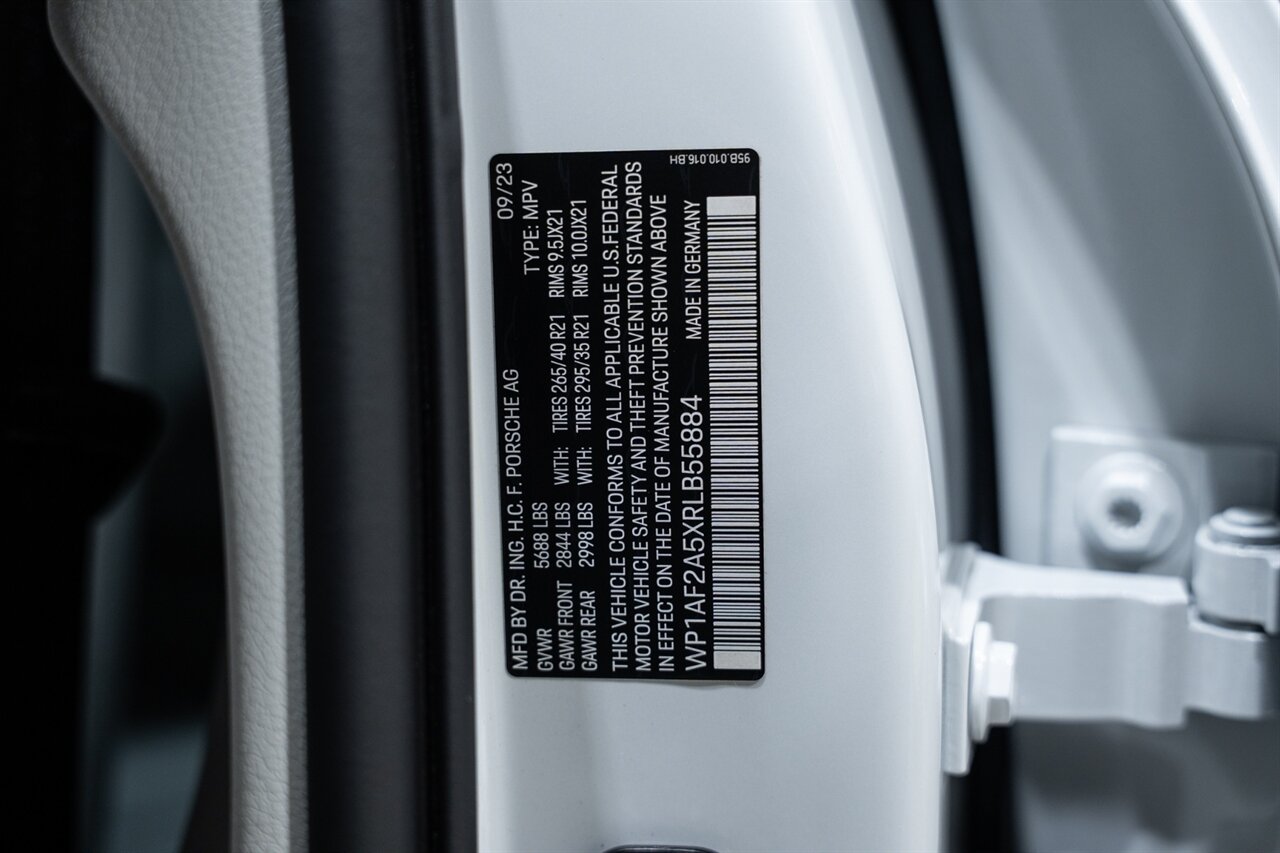 MFD BY DR. ING. H.C. F. PORSCHE AG 09/23
GVWR 5688 LBS TYPE: MPV
GAWR FRONT 2844 LBS WITH: TIRES 265/40 R21 RIMS 9.5JX21
GAWR REAR 2998 LBS WITH: TIRES 295/35 R21 RIMS 10.0JX21
THIS VEHICLE CONFORMS TO ALL APPLICABLE U.S. FEDERAL
MOTOR VEHICLE SAFETY AND THEFT PREVENTION STANDARDS
IN EFFECT ON THE DATE OF MANUFACTURE SHOWN ABOVE
WP1AF2A5XRLB55884 MADE IN GERMANY
95B.010.016.BH